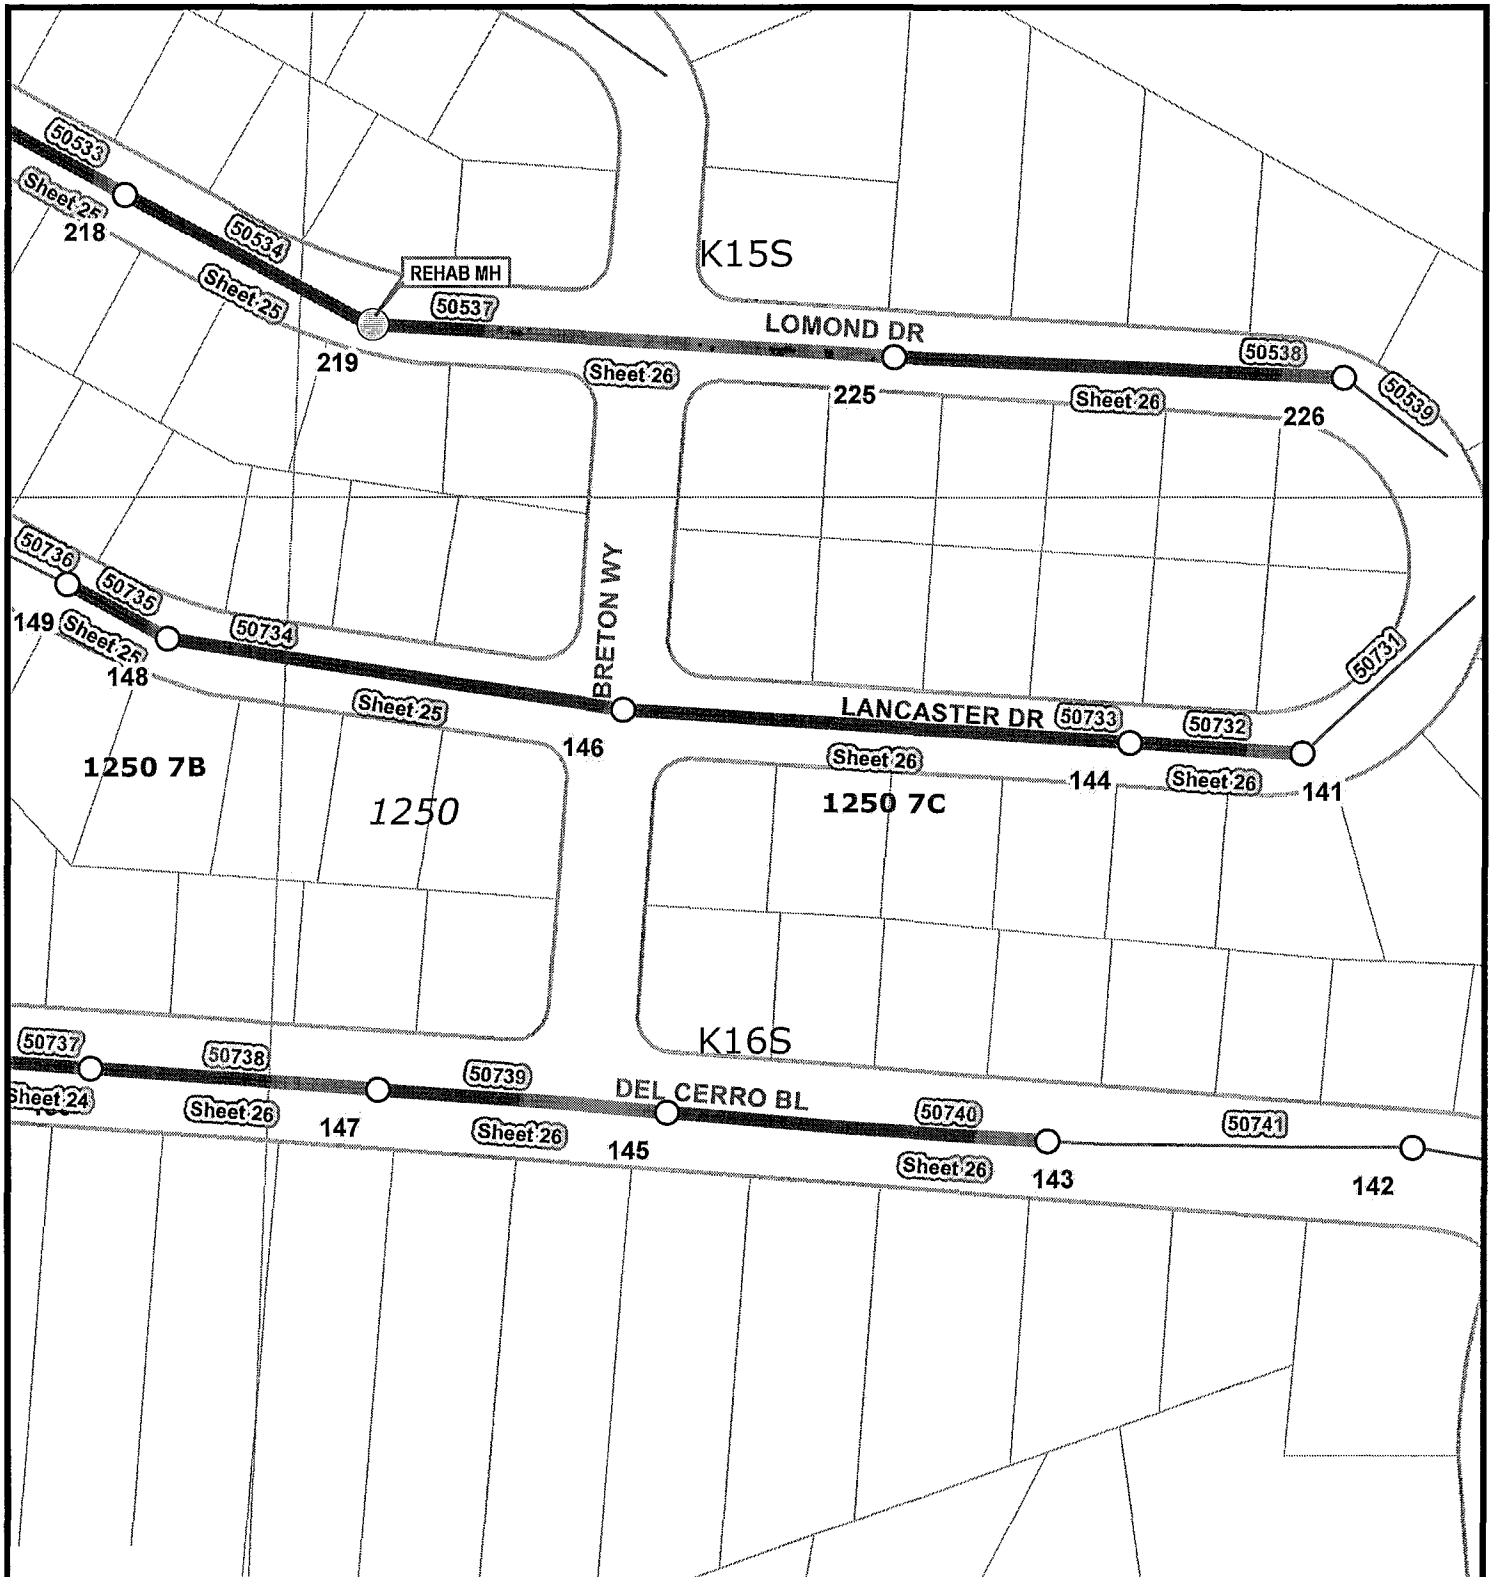 50533
Sheet 25
218
50534
Sheet 25
REHAB MH
K15S
50537
219
LOMOND DR
Sheet 26
225
50538
Sheet 26
226
50539
50736
50735
149
Sheet 25
148
50734
Sheet 25
BRETON WY
146
LANCASTER DR
50733
50732
50731
Sheet 26
144
Sheet 26
141
1250 7B
1250
1250 7C
K16S
50737
Sheet 24
50738
Sheet 26
147
50739
Sheet 26
DEL CERRO BL
145
50740
Sheet 26
143
50741
142